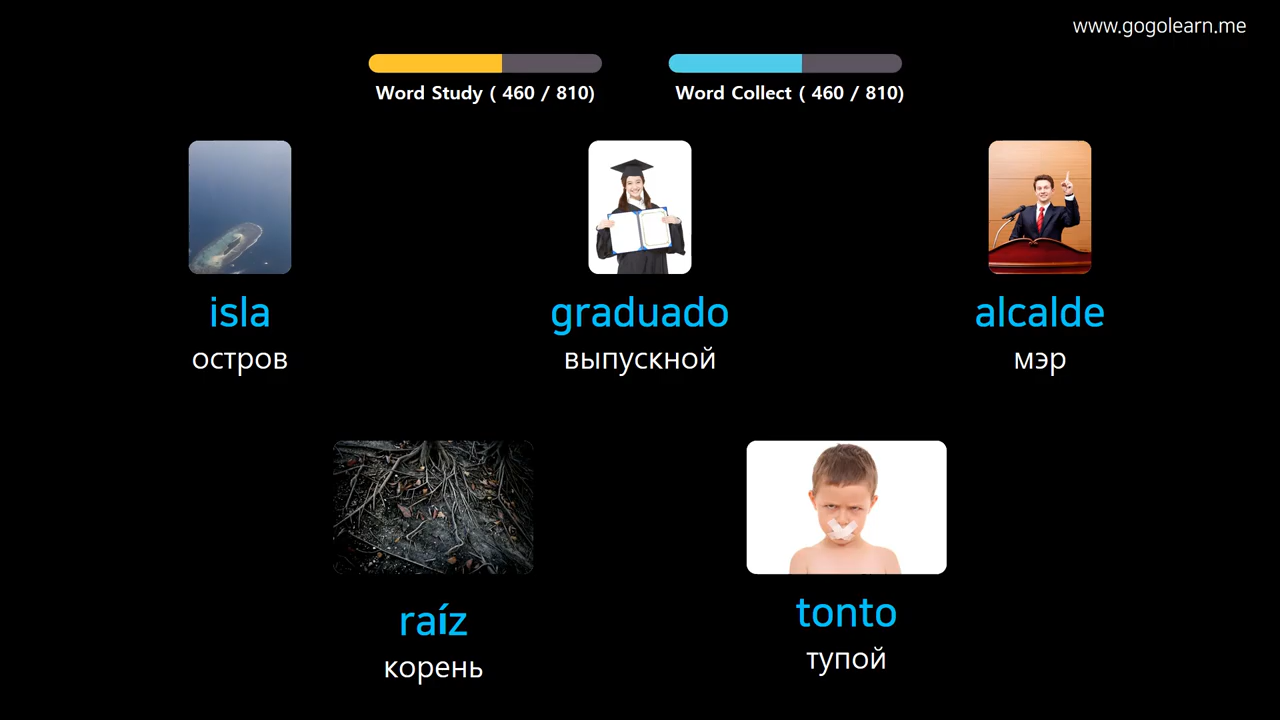 www.gogolearn.me
Word Study ( 460 / 810)
Word Collect ( 460 / 810)
isla
остров
graduado
выпускной
alcalde
мэр
raíz
корень
tonto
тупой